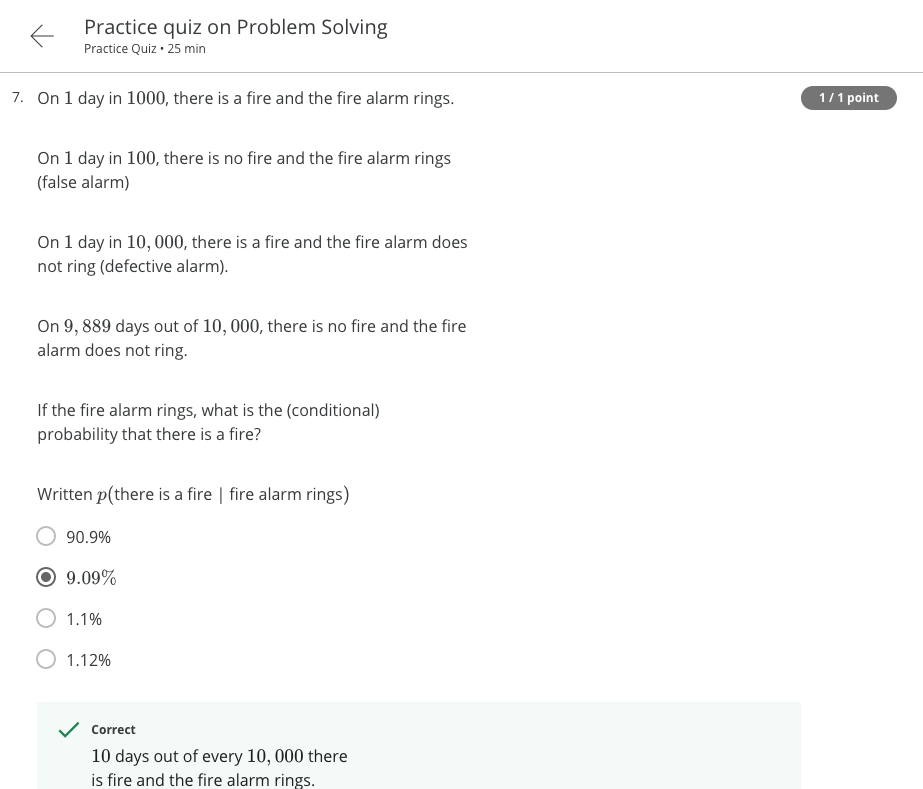 Practice quiz on Problem Solving
Practice Quiz • 25 min
7. On 1 day in 1000, there is a fire and the fire alarm rings.
1 / 1 point
On 1 day in 100, there is no fire and the fire alarm rings
(false alarm)
On 1 day in 10, 000, there is a fire and the fire alarm does
not ring (defective alarm).
On 9, 889 days out of 10, 000, there is no fire and the fire
alarm does not ring.
If the fire alarm rings, what is the (conditional)
probability that there is a fire?
Written p(there is a fire | fire alarm rings)
90.9%
9.09%
1.1%
1.12%
Correct
10 days out of every 10, 000 there
is fire and the fire alarm rings.